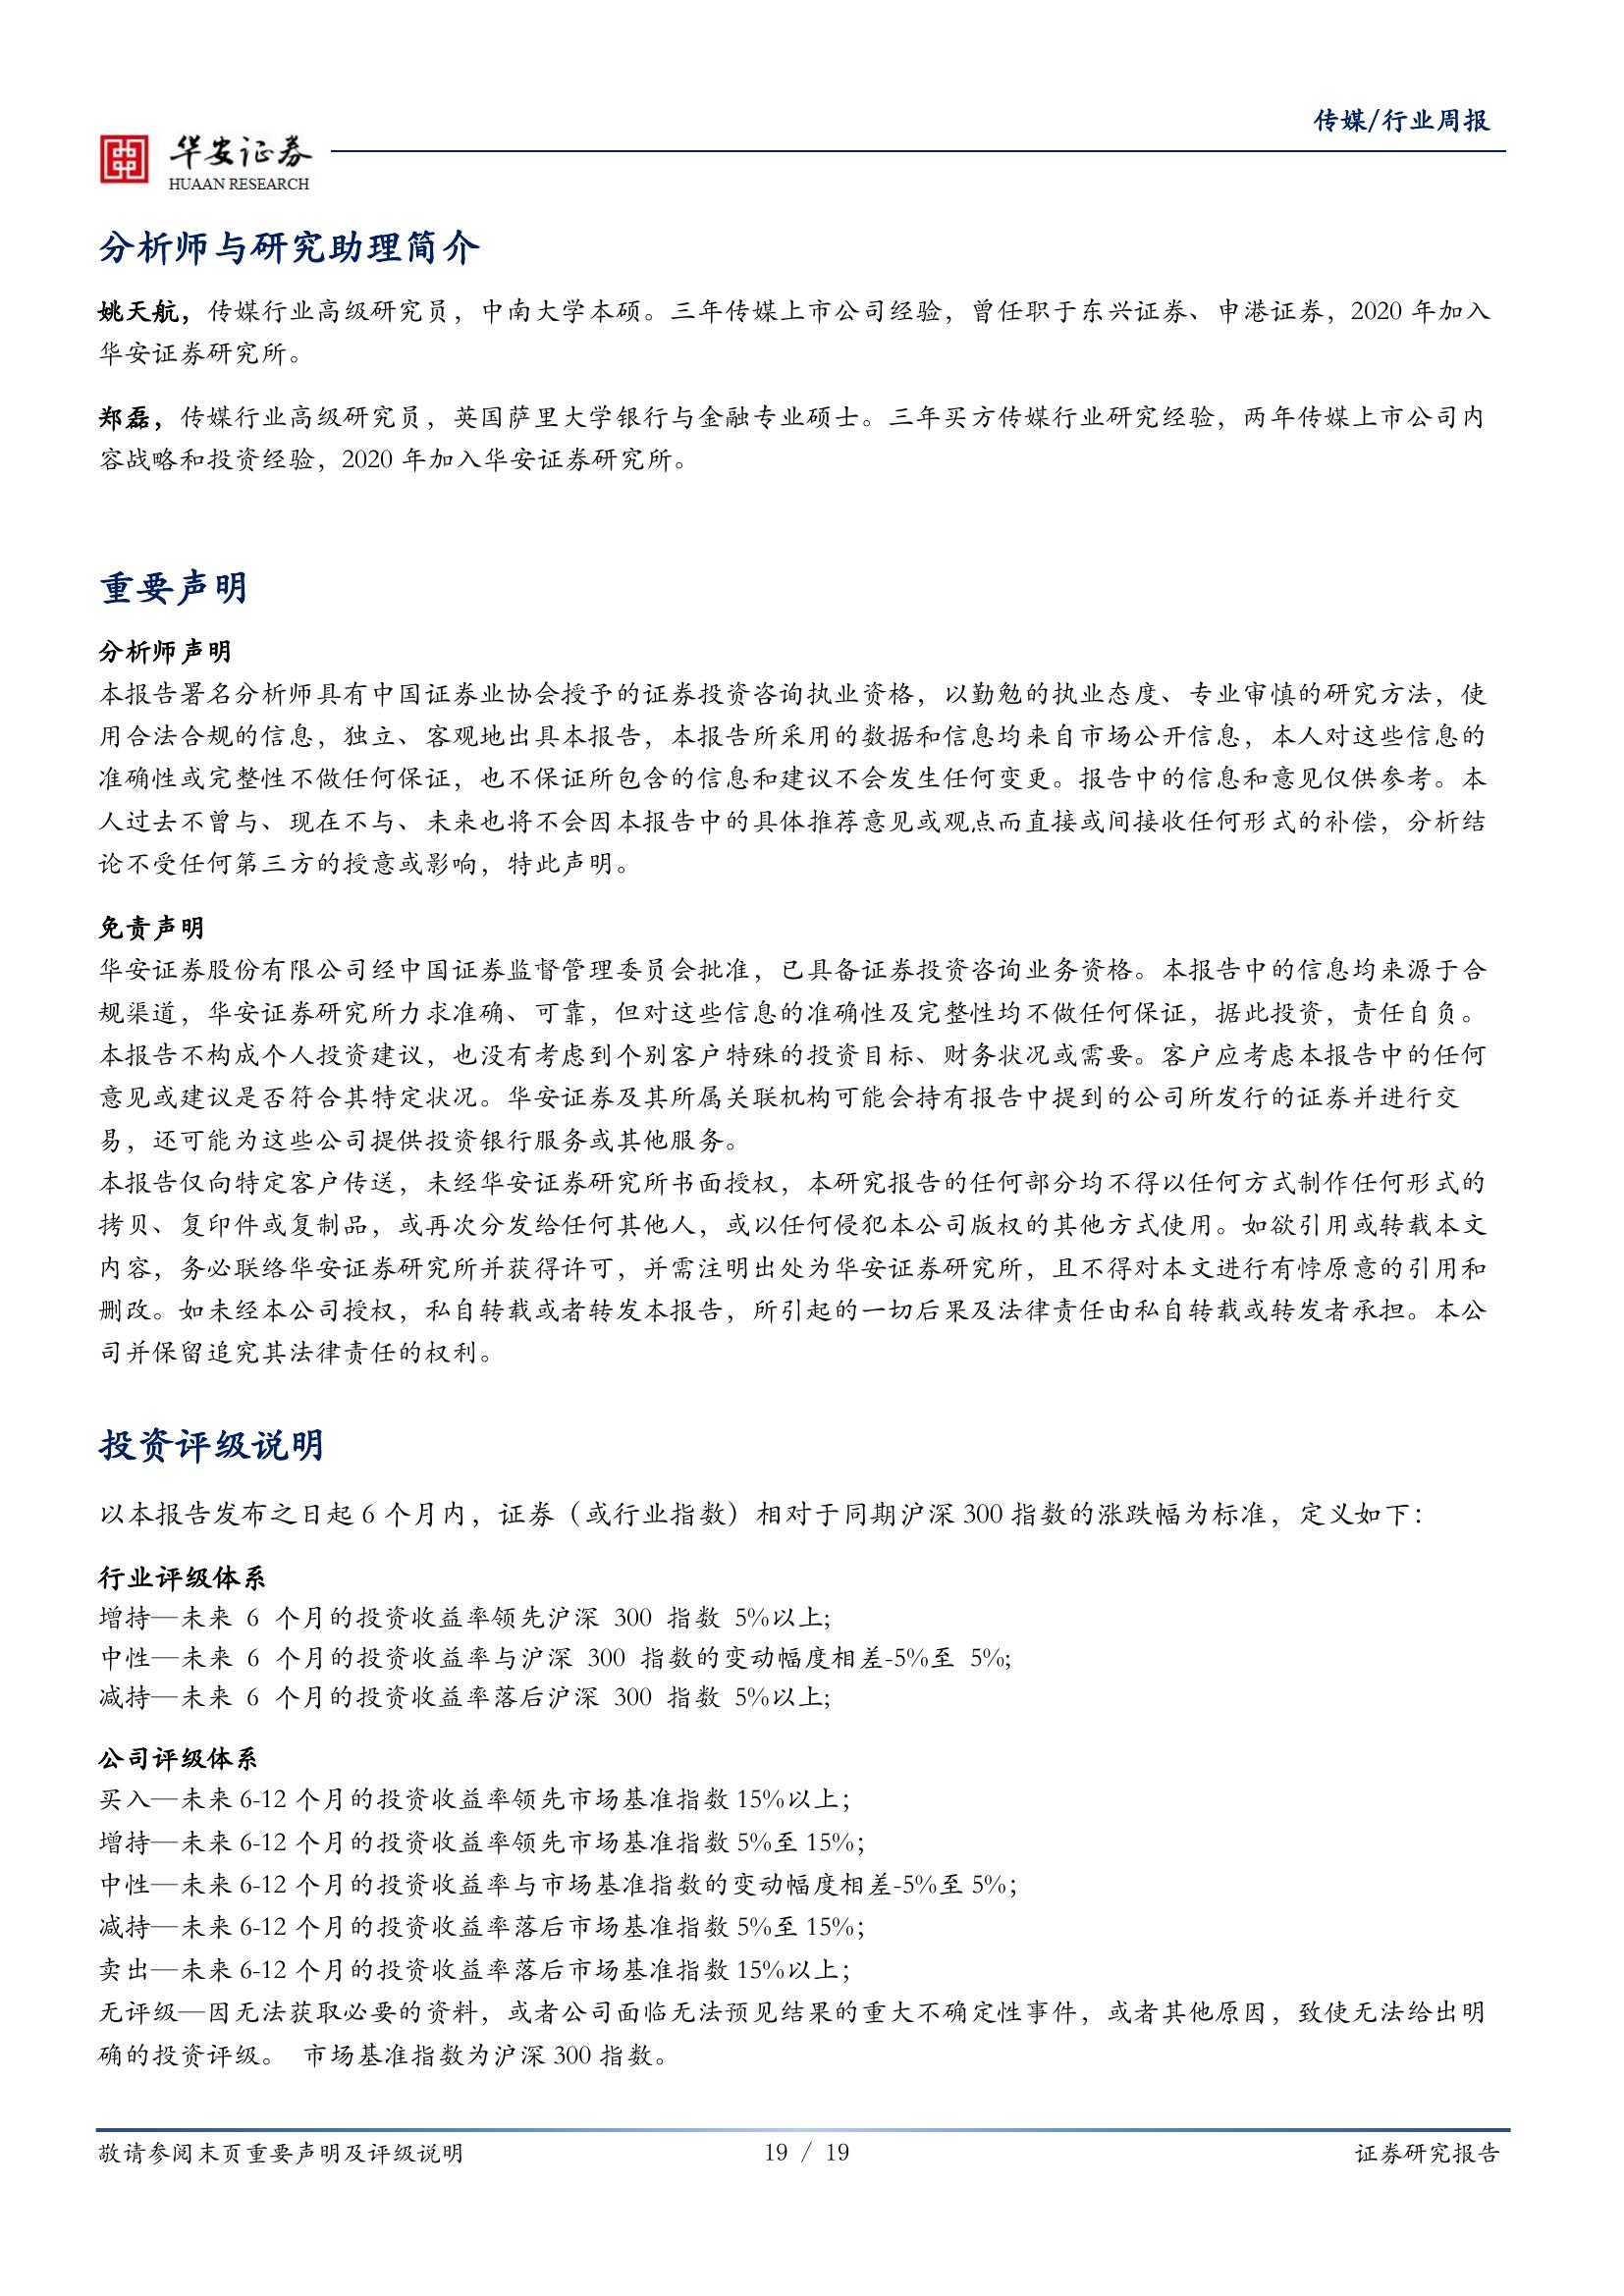 传媒/行业周报
华安证券
HUAAN RESEARCH
分析师与研究助理简介
姚天航，传媒行业高级研究员，中南大学本硕。三年传媒上市公司经验，曾任职于东兴证券、申港证券，2020 年加入
华安证券研究所。
郑磊，传媒行业高级研究员，英国萨里大学银行与金融专业硕士。三年买方传媒行业研究经验，两年传媒上市公司内
容战略和投资经验，2020 年加入华安证券研究所。
重要声明
分析师声明
本报告署名分析师具有中国证券业协会授予的证券投资咨询执业资格，以勤勉的执业态度、专业审慎的研究方法，使
用合法合规的信息，独立、客观地出具本报告，本报告所采用的数据和信息均来自市场公开信息，本人对这些信息的
准确性或完整性不做任何保证，也不保证所包含的信息和建议不会发生任何变更。报告中的信息和意见仅供参考。本
人过去不曾与、现在不与、未来也将不会因本报告中的具体推荐意见或观点而直接或间接收任何形式的补偿，分析结
论不受任何第三方的授意或影响，特此声明。
免责声明
华安证券股份有限公司经中国证券监督管理委员会批准，已具备证券投资咨询业务资格。本报告中的信息均来源于合
规渠道，华安证券研究所力求准确、可靠，但对这些信息的准确性及完整性均不做任何保证，据此投资，责任自负。
本报告不构成个人投资建议，也没有考虑到个别客户特殊的投资目标、财务状况或需要。客户应考虑本报告中的任何
意见或建议是否符合其特定状况。华安证券及其所属关联机构可能会持有报告中提到的公司所发行的证券并进行交
易，还可能为这些公司提供投资银行服务或其他服务。
本报告仅向特定客户传送，未经华安证券研究所书面授权，本研究报告的任何部分均不得以任何方式制作任何形式的
拷贝、复印件或复制品，或再次分发给任何其他人，或以任何侵犯本公司版权的其他方式使用。如欲引用或转载本文
内容，务必联络华安证券研究所并获得许可，并需注明出处为华安证券研究所，且不得对本文进行有悖原意的引用和
删改。如未经本公司授权，私自转载或者转发本报告，所引起的一切后果及法律责任由私自转载或转发者承担。本公
司并保留追究其法律责任的权利。
投资评级说明
以本报告发布之日起 6 个月内，证券（或行业指数）相对于同期沪深 300 指数的涨跌幅为标准，定义如下：
行业评级体系
增持—未来 6 个月的投资收益率领先沪深 300 指数 5%以上;
中性—未来 6 个月的投资收益率与沪深 300 指数的变动幅度相差-5%至 5%;
减持—未来 6 个月的投资收益率落后沪深 300 指数 5%以上;
公司评级体系
买入—未来 6-12 个月的投资收益率领先市场基准指数 15%以上；
增持—未来 6-12 个月的投资收益率领先市场基准指数 5%至 15%；
中性—未来 6-12 个月的投资收益率与市场基准指数的变动幅度相差-5%至 5%；
减持—未来 6-12 个月的投资收益率落后市场基准指数 5%至 15%；
卖出—未来 6-12 个月的投资收益率落后市场基准指数 15%以上；
无评级—因无法获取必要的资料，或者公司面临无法预见结果的重大不确定性事件，或者其他原因，致使无法给出明
确的投资评级。 市场基准指数为沪深 300 指数。
敬请参阅末页重要声明及评级说明
19 / 19
证券研究报告